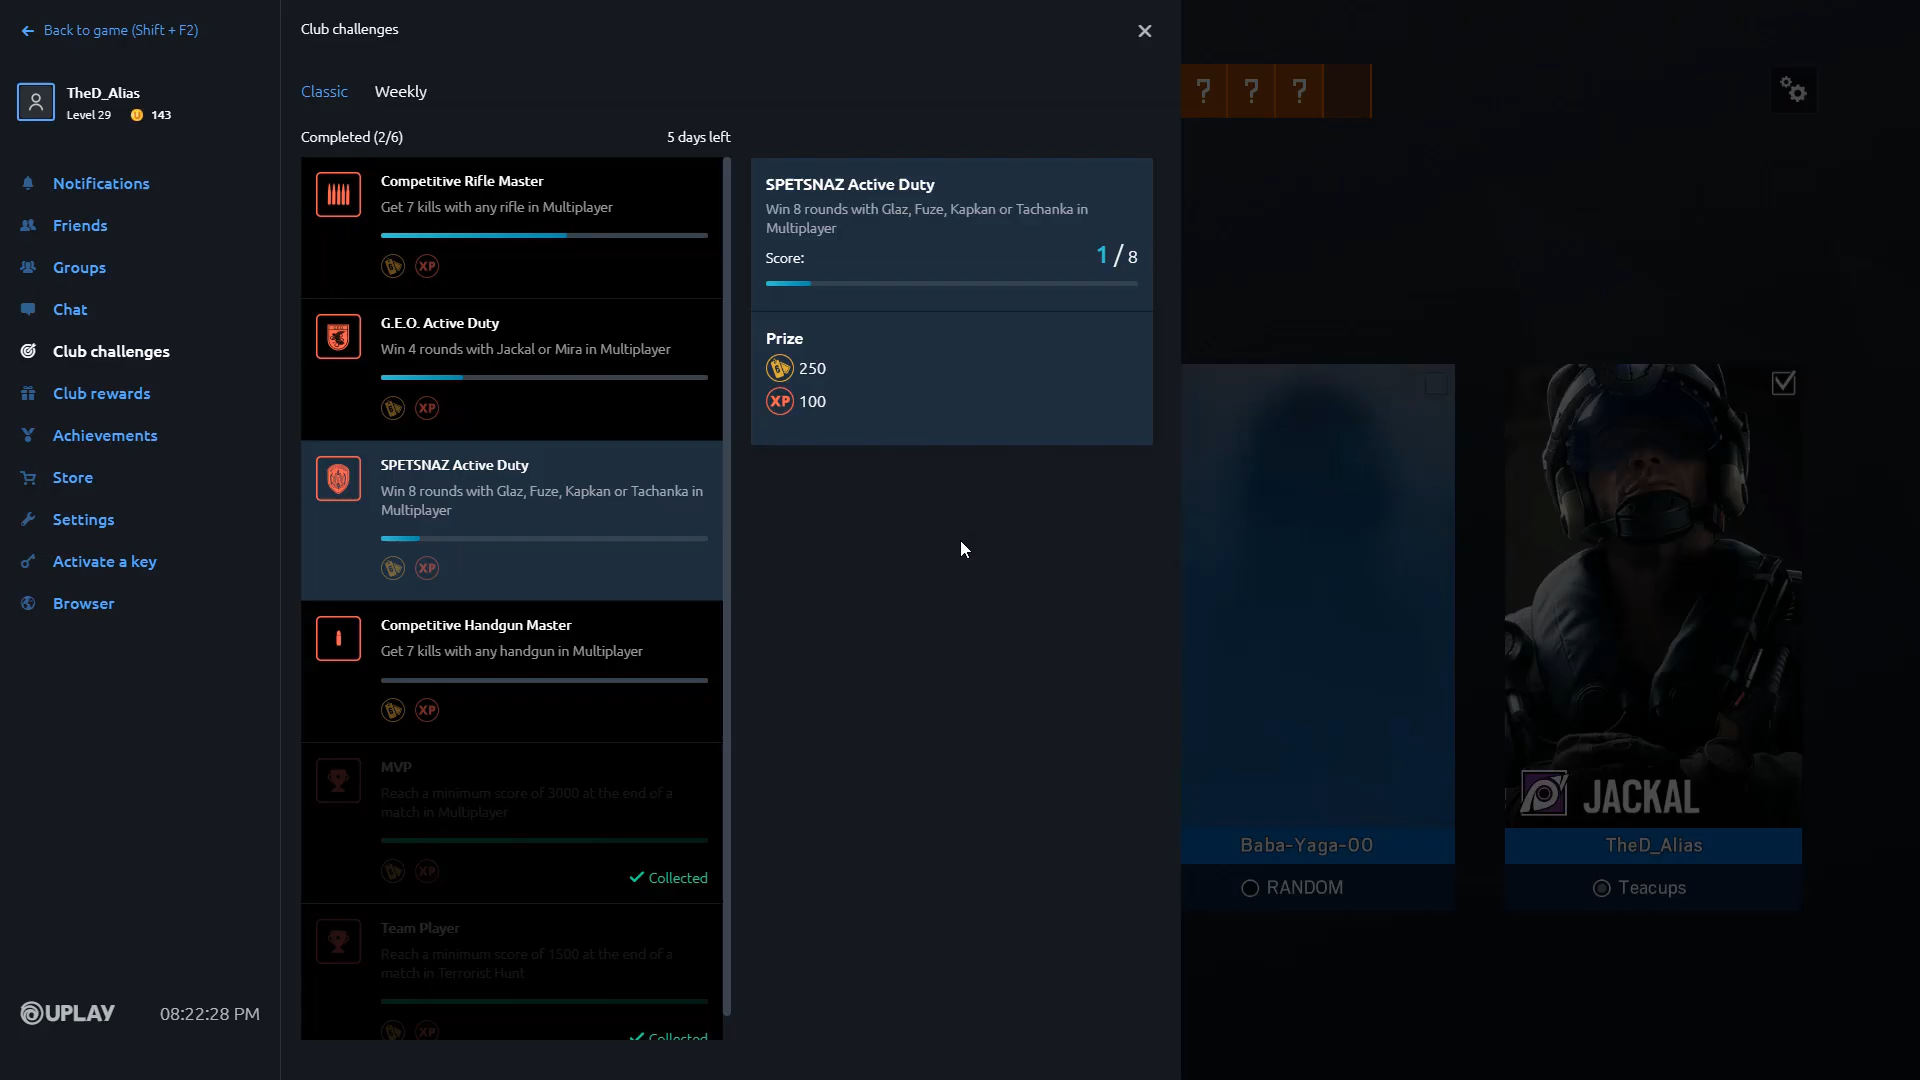 Back to game (Shift + F2)
TheD_Alias
Level 29
143
Notifications
Friends
Groups
Chat
Club challenges
Club rewards
Achievements
Store
Settings
Activate a key
Browser
UPLAY
08:22:28 PM
Club challenges
Classic
Weekly
Completed (2/6)
5 days left
Competitive Rifle Master
Get 7 kills with any rifle in Multiplayer
XP
G.E.O. Active Duty
Win 4 rounds with Jackal or Mira in Multiplayer
XP
SPETSNAZ Active Duty
Win 8 rounds with Glaz, Fuze, Kapkan or Tachanka in
Multiplayer
XP
Competitive Handgun Master
Get 7 kills with any handgun in Multiplayer
XP
MVP
Reach a minimum score of 3000 at the end of a
match in Multiplayer
XP
Collected
Team Player
Reach a minimum score of 1500 at the end of a
match in Terrorist Hunt
XP
Collected
SPETSNAZ Active Duty
Win 8 rounds with Glaz, Fuze, Kapkan or Tachanka in
Multiplayer
Score:
1 / 8
Prize
250
XP 100
? ? ?
JACKAL
Baba-Yaga-00
RANDOM
TheD_Alias
Teacups